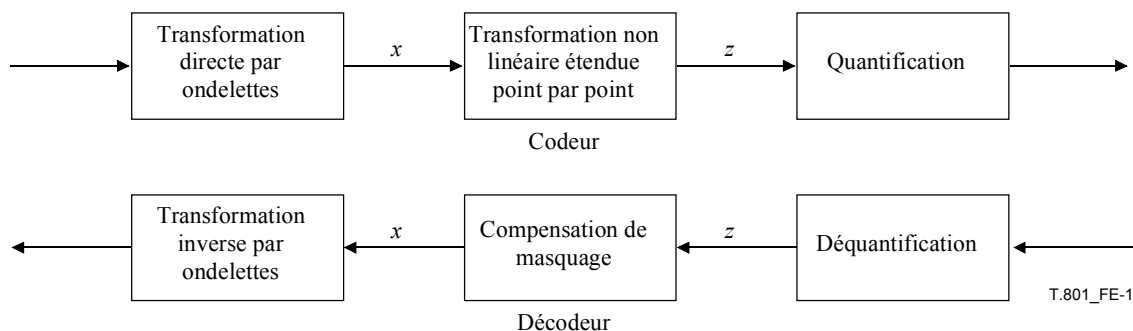 Transformation
directe par
ondelettes
x
Transformation non
linéaire étendue
point par point
z
Quantification
Codeur
Transformation
inverse par
ondelettes
x
Compensation de
masquage
z
Déquantification
T.801_FE-1
Décodeur